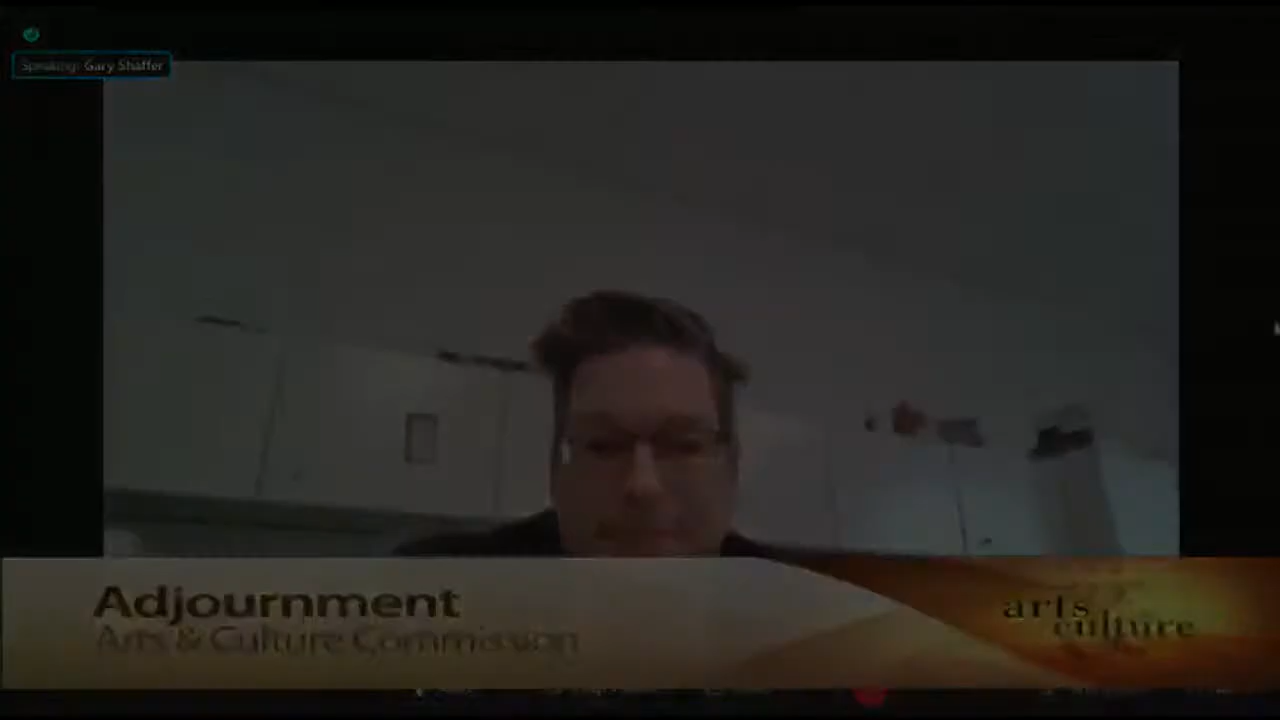 Speaking: Gary Shaffer
Adjournment
Arts & Culture Commission
arts
culture